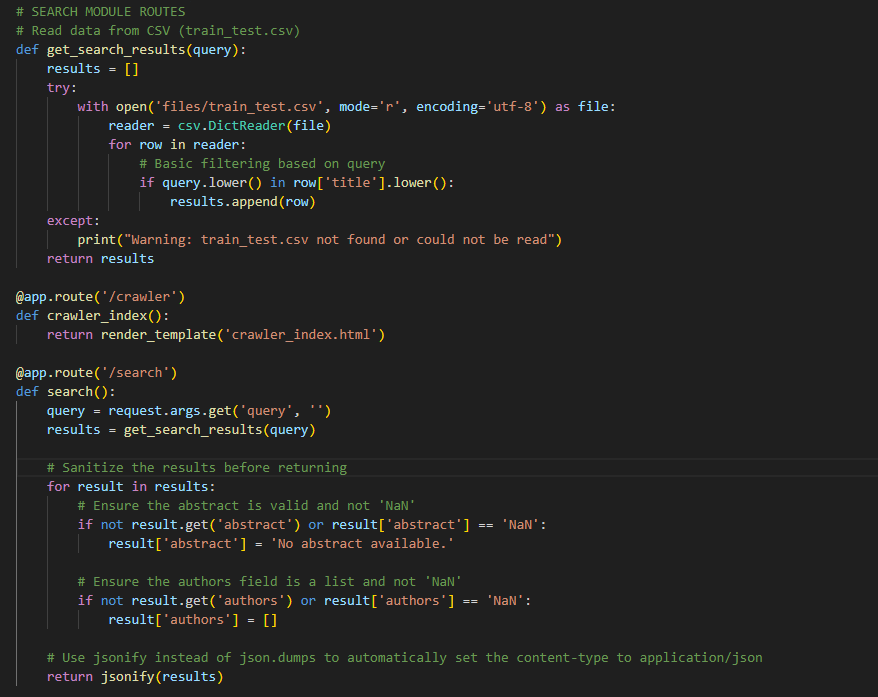 # SEARCH MODULE ROUTES
# Read data from CSV (train_test.csv)
def get_search_results(query):
    results = []
    try:
        with open('files/train_test.csv', mode='r', encoding='utf-8') as file:
            reader = csv.DictReader(file)
            for row in reader:
                # Basic filtering based on query
                if query.lower() in row['title'].lower():
                    results.append(row)
    except:
        print("Warning: train_test.csv not found or could not be read")
    return results

@app.route('/crawler')
def crawler_index():
    return render_template('crawler_index.html')

@app.route('/search')
def search():
    query = request.args.get('query', '')
    results = get_search_results(query)

    # Sanitize the results before returning
    for result in results:
        # Ensure the abstract is valid and not 'NaN'
        if not result.get('abstract') or result['abstract'] == 'NaN':
            result['abstract'] = 'No abstract available.'

        # Ensure the authors field is a list and not 'NaN'
        if not result.get('authors') or result['authors'] == 'NaN':
            result['authors'] = []

    # Use jsonify instead of json.dumps to automatically set the content-type to application/json
    return jsonify(results)